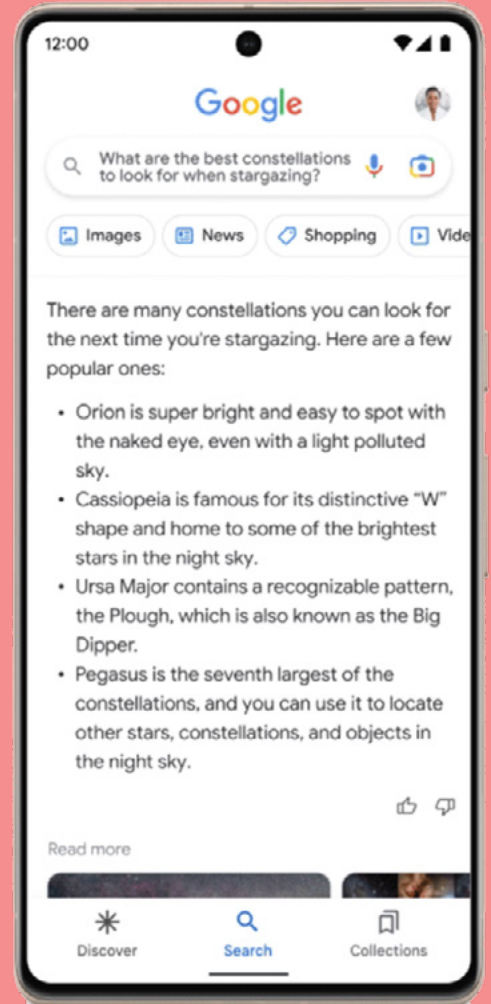 12:00
Google
What are the best constellations
to look for when stargazing?
Images News Shopping Vide
There are many constellations you can look for
the next time you're stargazing. Here are a few
popular ones:
• Orion is super bright and easy to spot with
the naked eye, even with a light polluted
sky.
• Cassiopeia is famous for its distinctive “W”
shape and home to some of the brightest
stars in the night sky.
• Ursa Major contains a recognizable pattern,
the Plough, which is also known as the Big
Dipper.
• Pegasus is the seventh largest of the
constellations, and you can use it to locate
other stars, constellations, and objects in
the night sky.
Read more
Discover Search Collections